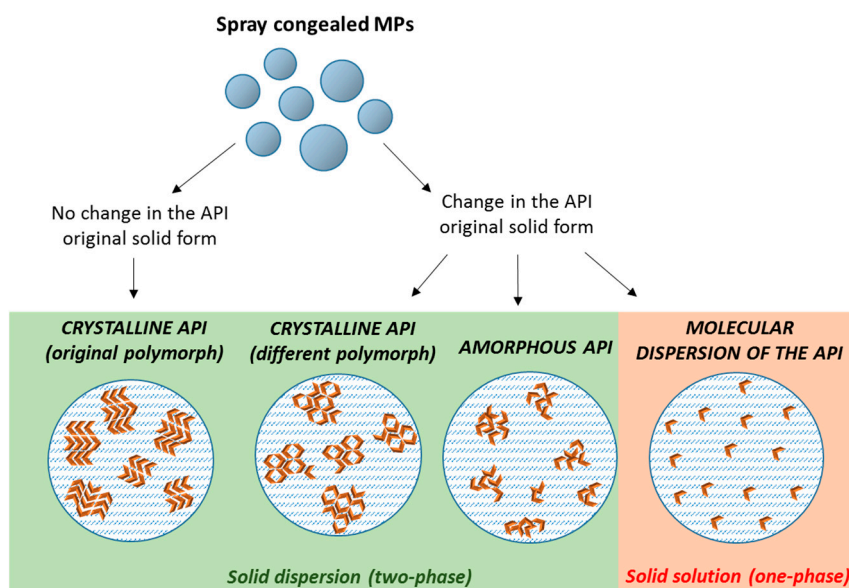 Spray congealed MPs
No change in the API
original solid form
Change in the API
original solid form
CRYSTALLINE API
(original polymorph)
CRYSTALLINE API
(different polymorph)
AMORPHOUS API
MOLECULAR
DISPERSION OF THE API
Solid dispersion (two-phase)
Solid solution (one-phase)